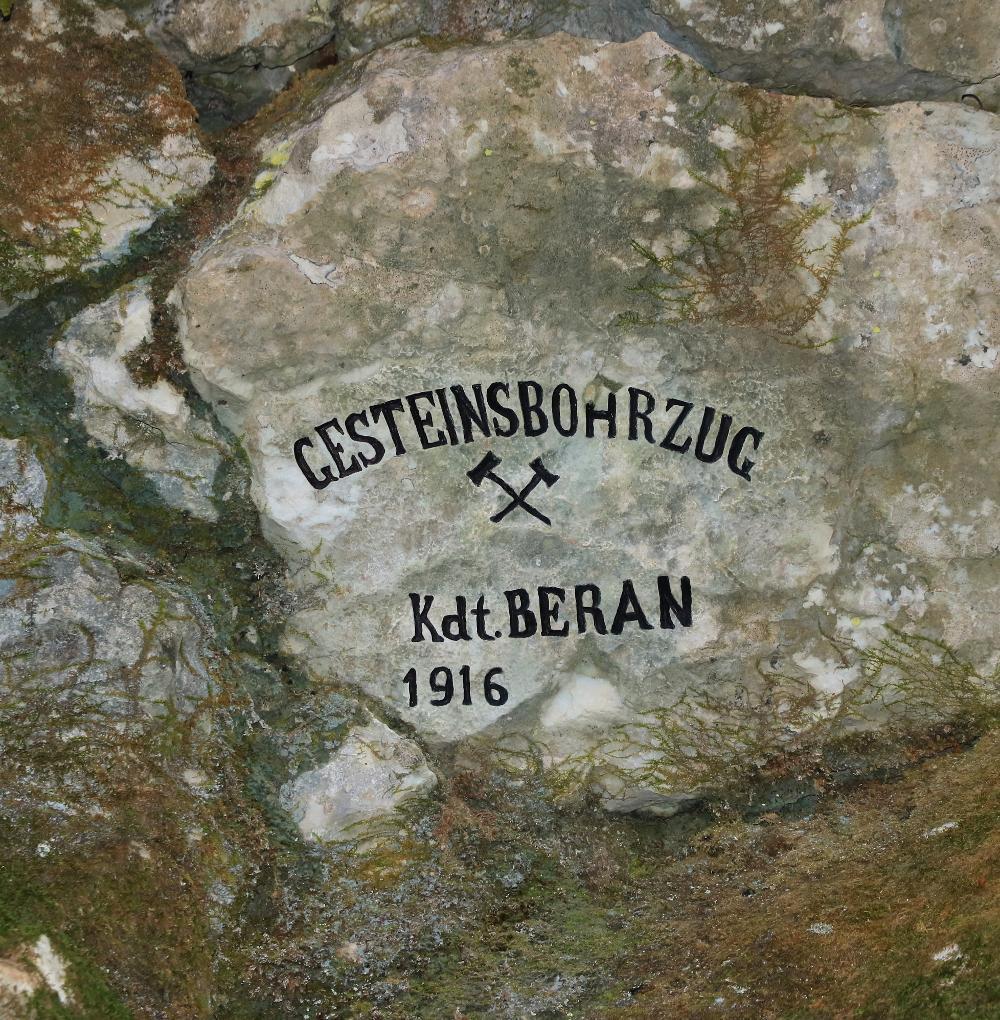 GESTEINSBOHRZUG
Kdt. BERAN
1916